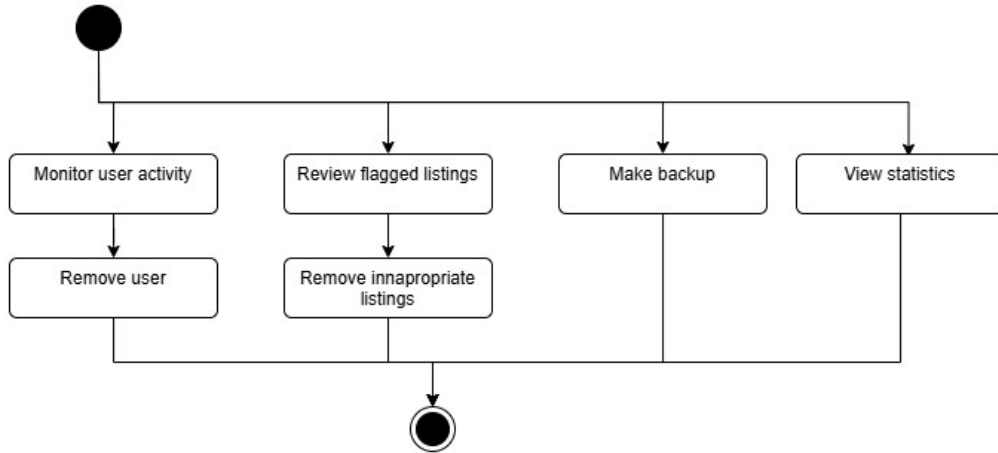 Monitor user activity
Review flagged listings
Make backup
View statistics
Remove user
Remove innapropriate
listings